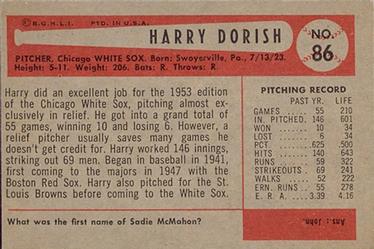 © B.G.H.L.I. PTD. IN U.S.A.
HARRY DORISH
NO.
86
PITCHER, Chicago WHITE SOX. Born: Swoyerville, Pa., 7/13/23.
Height: 5-11. Weight: 206. Bats: R. Throws: R.
Harry did an excellent job for the 1953 edition
of the Chicago White Sox, pitching almost ex-
clusively in relief. He got into a grand total of
55 games, winning 10 and losing 6. However, a
relief pitcher usually saves many games he
doesn't get credit for. Harry worked 146 innings,
striking out 69 men. Began in baseball in 1941,
first coming to the majors in 1947 with the
Boston Red Sox. Harry also pitched for the St.
Louis Browns before coming to the White Sox.
PITCHING RECORD
PAST YR. LIFE
GAMES 55 210
IN. PITCHED 146 601
WON 10 34
LOST 6 34
PCT. .625 .500
HITS 140 643
RUNS 59 322
STRIKEOUTS 69 241
WALKS 52 222
ERN. RUNS 55 278
E. R. A. 3.39 4.16
What was the first name of Sadie McMahon?
Ans.: John.